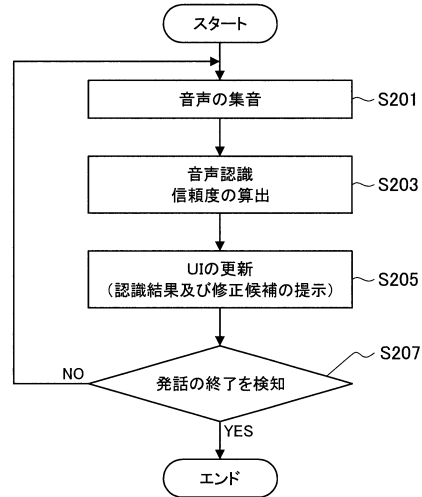 スタート
音声の集音
S201
音声認識
信頼度の算出
S203
UIの更新
（認識結果及び修正候補の提示）
S205
S207
発話の終了を検知
NO
YES
エンド